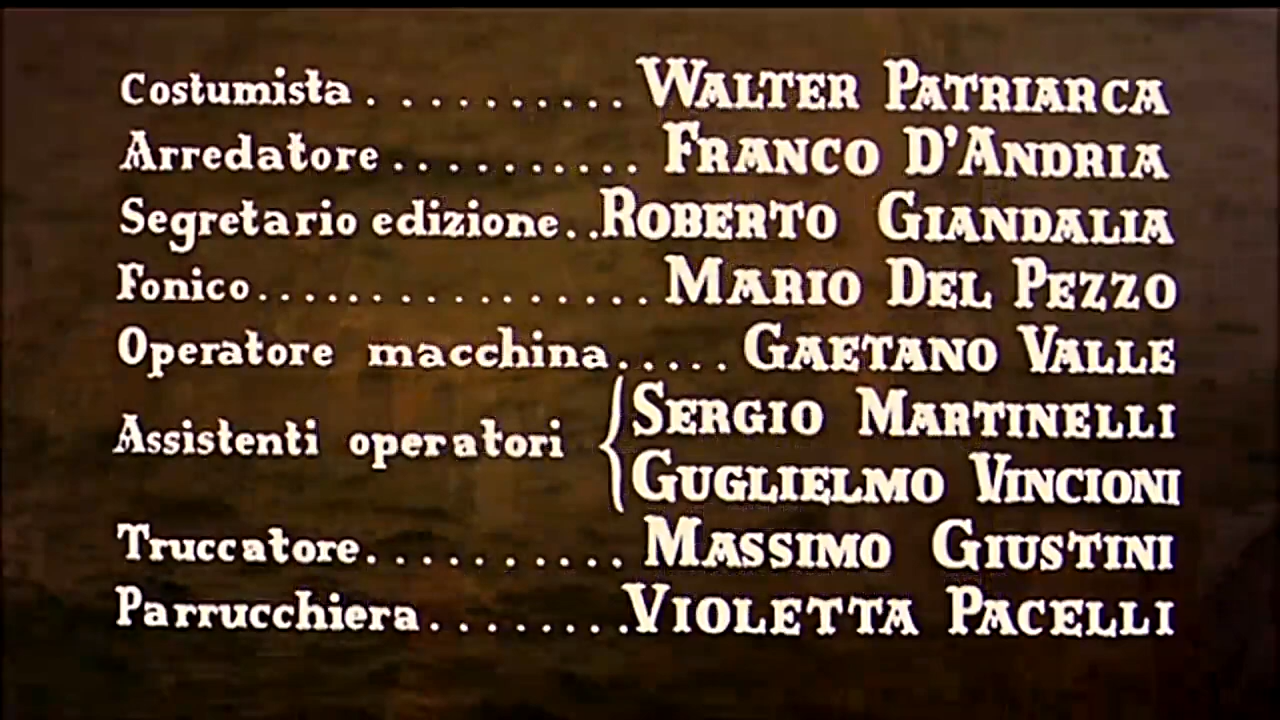 Costumista . . . . . . . . . . WALTER PATRIARCA
Arredatore . . . . . . . . . . FRANCO D'ANDRIA
Segretario edizione . . ROBERTO GIANDALIA
Fonico . . . . . . . . . . . . . . . . . MARIO DEL PEZZO
Operatore macchina . . . . . GAETANO VALLE
Assistenti operatori { SERGIO MARTINELLI
GUGLIELMO VINCIONI
Truccatore . . . . . . . . . . MASSIMO GIUSTINI
Parrucchiera . . . . . . . . VIOLETTA PACELLI